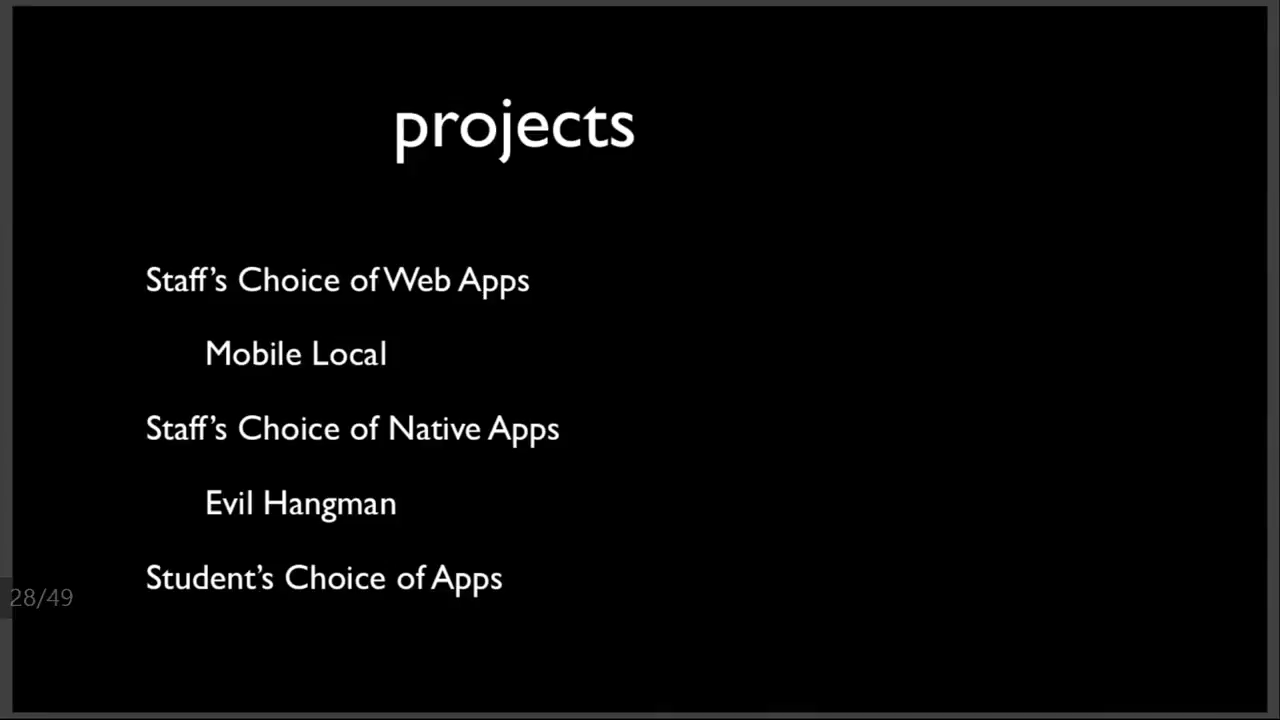 projects
Staff’s Choice of Web Apps
Mobile Local
Staff’s Choice of Native Apps
Evil Hangman
Student’s Choice of Apps
28/49